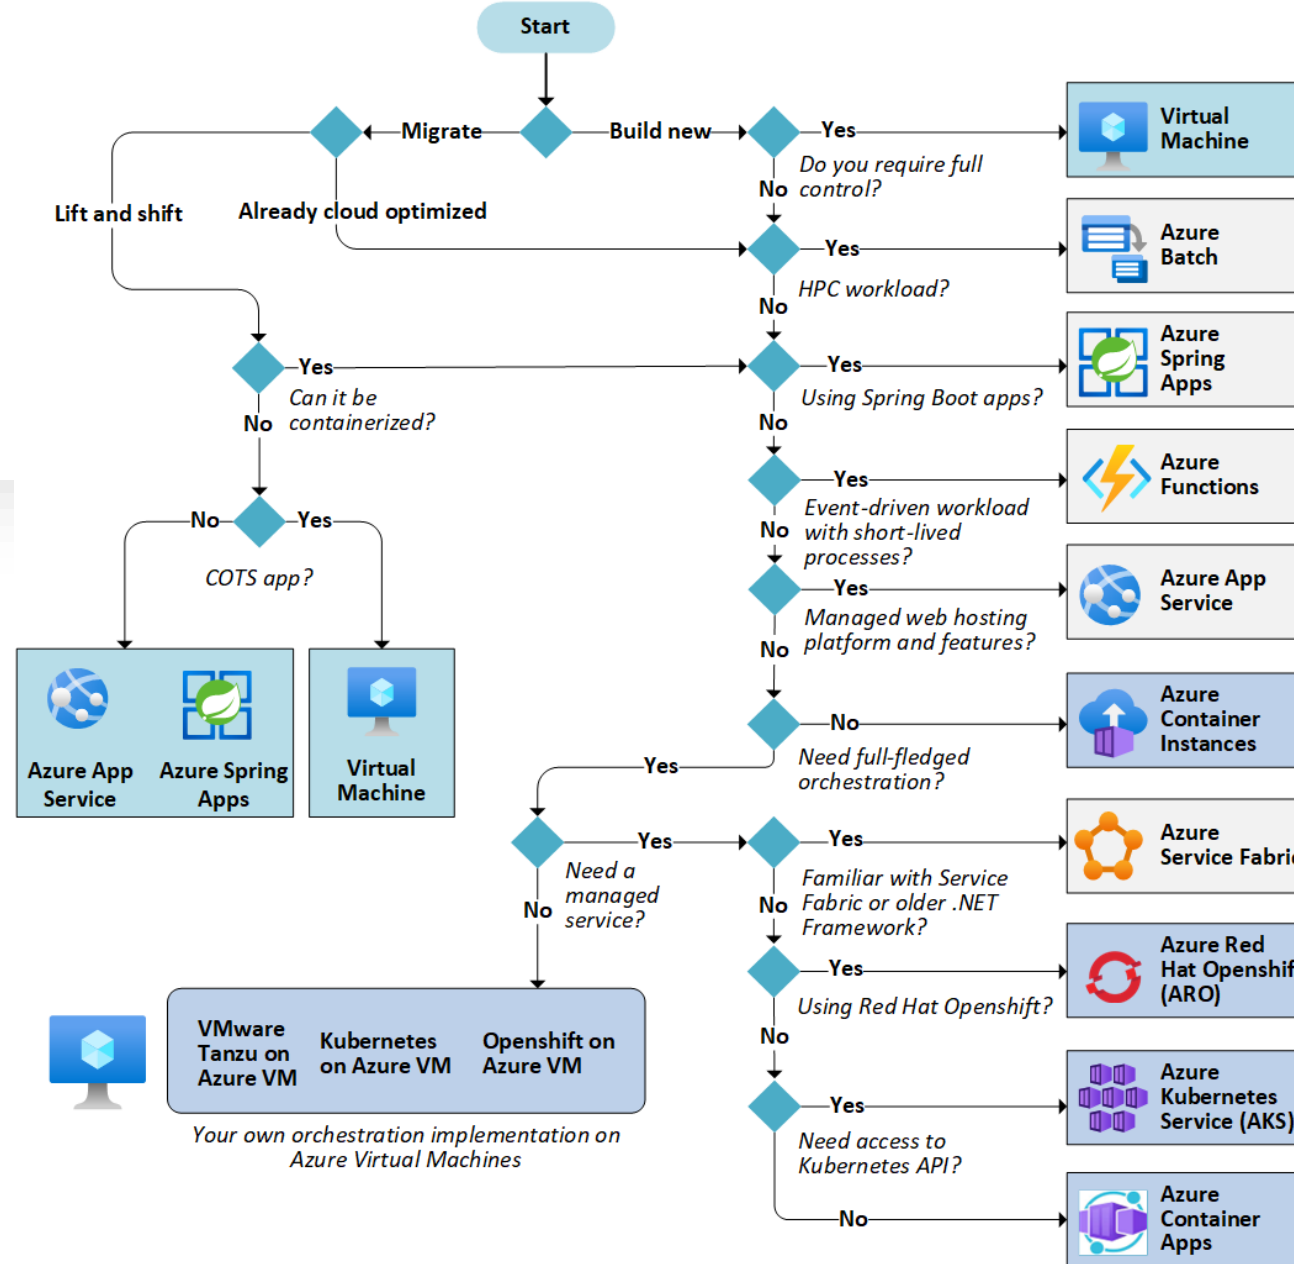 Start
Migrate
Build new
Yes
Virtual
Machine
Do you require full
control?
No
Lift and shift
Already cloud optimized
Yes
Azure
Batch
HPC workload?
No
Azure
Spring
Apps
Yes
Yes
Can it be
containerized?
No
Using Spring Boot apps?
No
Yes
Azure
Functions
Event-driven workload
with short-lived
processes?
No
No
Yes
COTS app?
Yes
Azure App
Service
Managed web hosting
platform and features?
No
Azure App
Service
Azure Spring
Apps
Virtual
Machine
No
Azure
Container
Instances
Need full-fledged
orchestration?
Yes
Yes
Need a
managed
service?
No
Yes
Azure
Service Fabric
Familiar with Service
Fabric or older .NET
Framework?
No
Yes
Azure Red
Hat Openshift
(ARO)
Using Red Hat Openshift?
No
VMware
Tanzu on
Azure VM
Kubernetes
on Azure VM
Openshift on
Azure VM
Your own orchestration implementation on
Azure Virtual Machines
Yes
Azure
Kubernetes
Service (AKS)
Need access to
Kubernetes API?
No
Azure
Container
Apps